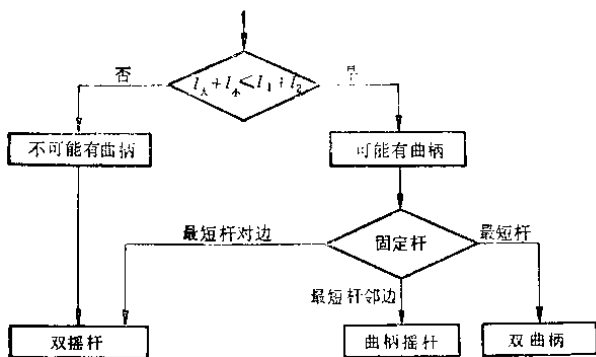 否
l大+l小≤l1+l2
是
不可能有曲柄
可能有曲柄
最短杆对边
固定杆
最短杆
最短杆邻边
双摇杆
曲柄摇杆
双曲柄